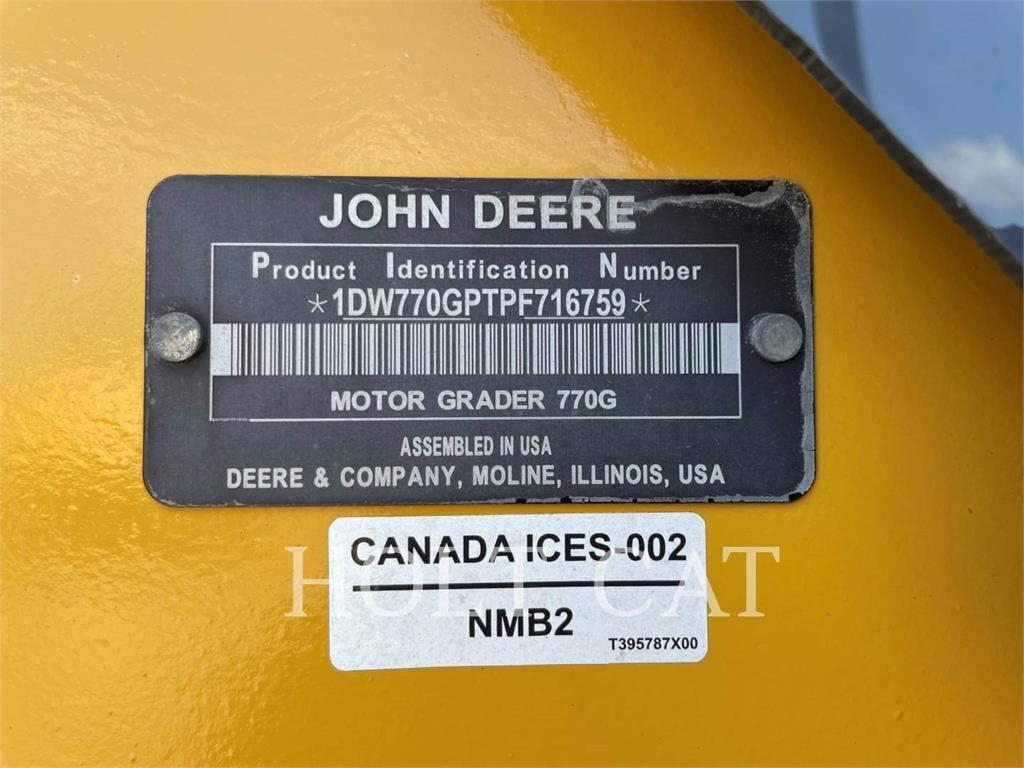 JOHN DEERE
Product Identification Number
*1DW770GPTPF716759*
MOTOR GRADER 770G
ASSEMBLED IN USA
DEERE & COMPANY, MOLINE, ILLINOIS, USA
CANADA ICES-002
HOLT CAT
NMB2
T395787X00